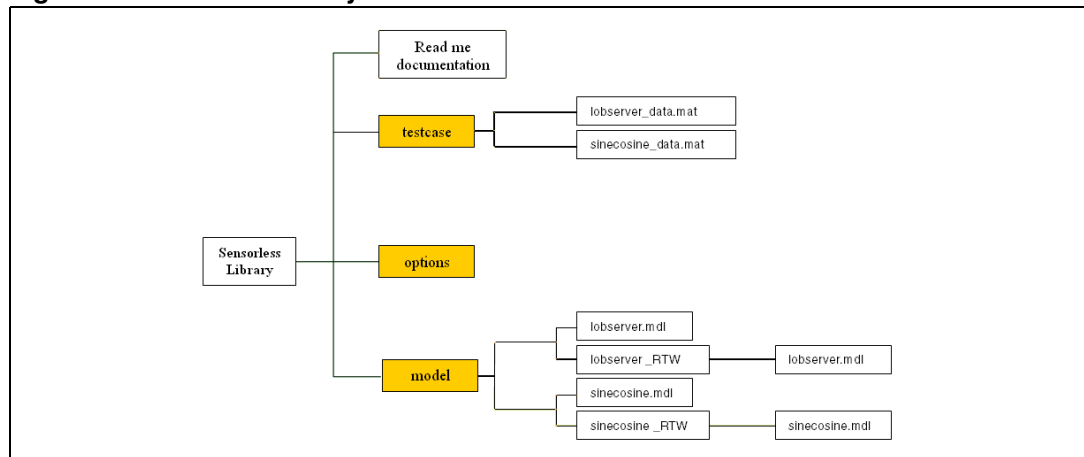 Read me
documentation
testcase
lobserver_data.mat
sinecosine_data.mat
Sensorless
Library
options
model
lobserver.mdl
lobserver _RTW
lobserver.mdl
sinecosine.mdl
sinecosine _RTW
sinecosine.mdl